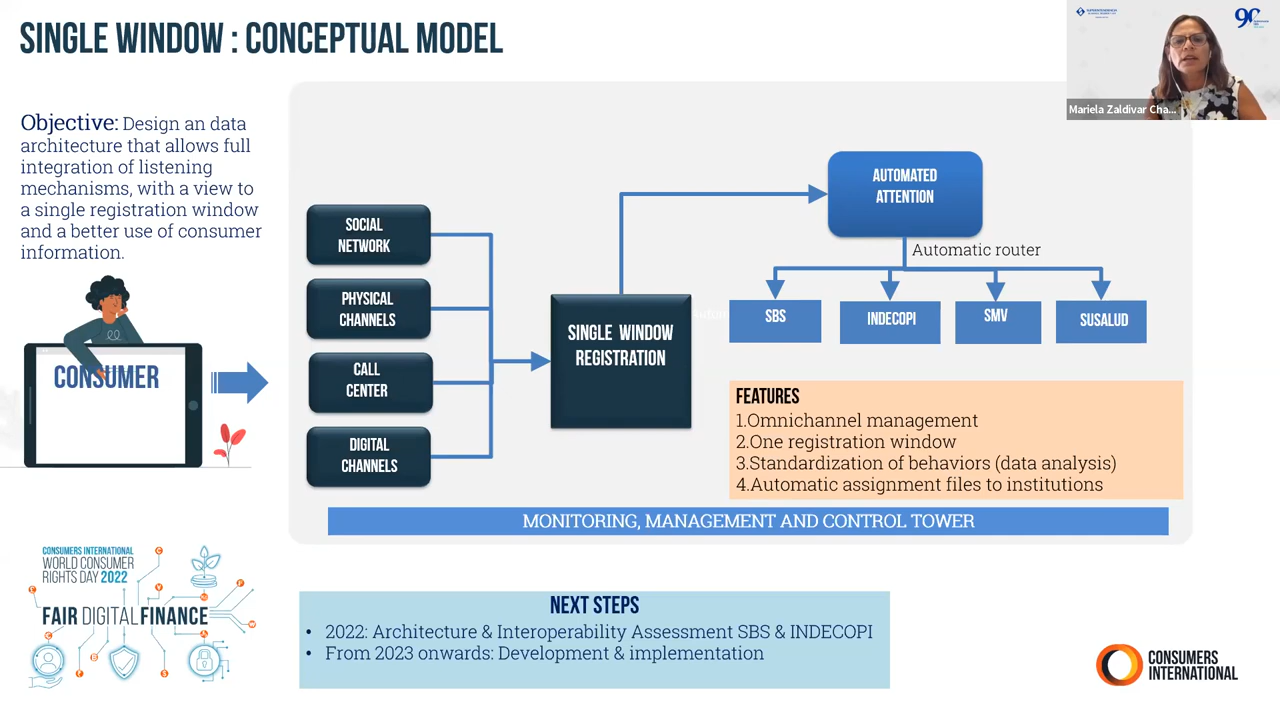 SINGLE WINDOW : CONCEPTUAL MODEL
Mariela Zaldivar Cha...
Objective: Design an data
architecture that allows full
integration of listening
mechanisms, with a view to
a single registration window
and a better use of consumer
information.
CONSUMER
SOCIAL
NETWORK
PHYSICAL
CHANNELS
CALL
CENTER
DIGITAL
CHANNELS
SINGLE WINDOW
REGISTRATION
AUTOMATED
ATTENTION
Automatic router
SBS
INDECOPI
SMV
SUSALUD
FEATURES
1.Omnichannel management
2.One registration window
3.Standardization of behaviors (data analysis)
4.Automatic assignment files to institutions
MONITORING, MANAGEMENT AND CONTROL TOWER
CONSUMERS INTERNATIONAL
WORLD CONSUMER
RIGHTS DAY 2022
FAIR DIGITALFINANCE
NEXT STEPS
• 2022: Architecture & Interoperability Assessment SBS & INDECOPI
• From 2023 onwards: Development & implementation
CONSUMERS
INTERNATIONAL